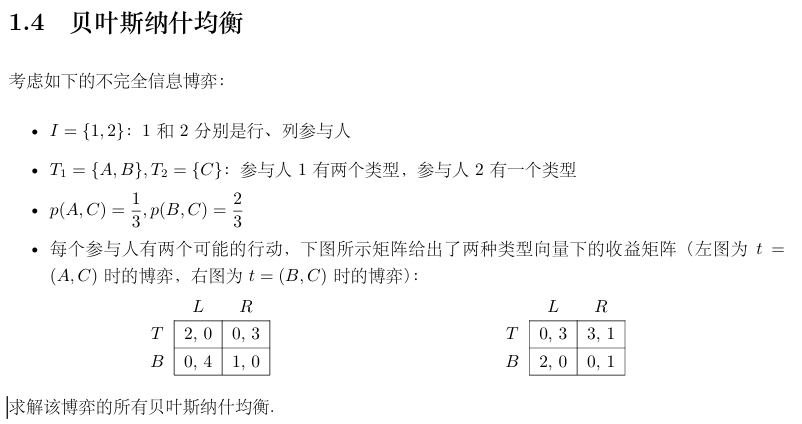 1.4 贝叶斯纳什均衡
考虑如下的不完全信息博弈：
• I = {1, 2}：1 和 2 分别是行、列参与人
• T₁ = {A, B}, T₂ = {C}：参与人 1 有两个类型，参与人 2 有一个类型
• p(A, C) = 1/3, p(B, C) = 2/3
• 每个参与人有两个可能的行动，下图所示矩阵给出了两种类型向量下的收益矩阵（左图为 t =
(A, C) 时的博弈，右图为 t = (B, C) 时的博弈）：
L R L R
T 2, 0 0, 3 T 0, 3 3, 1
B 0, 4 1, 0 B 2, 0 0, 1
求解该博弈的所有贝叶斯纳什均衡.